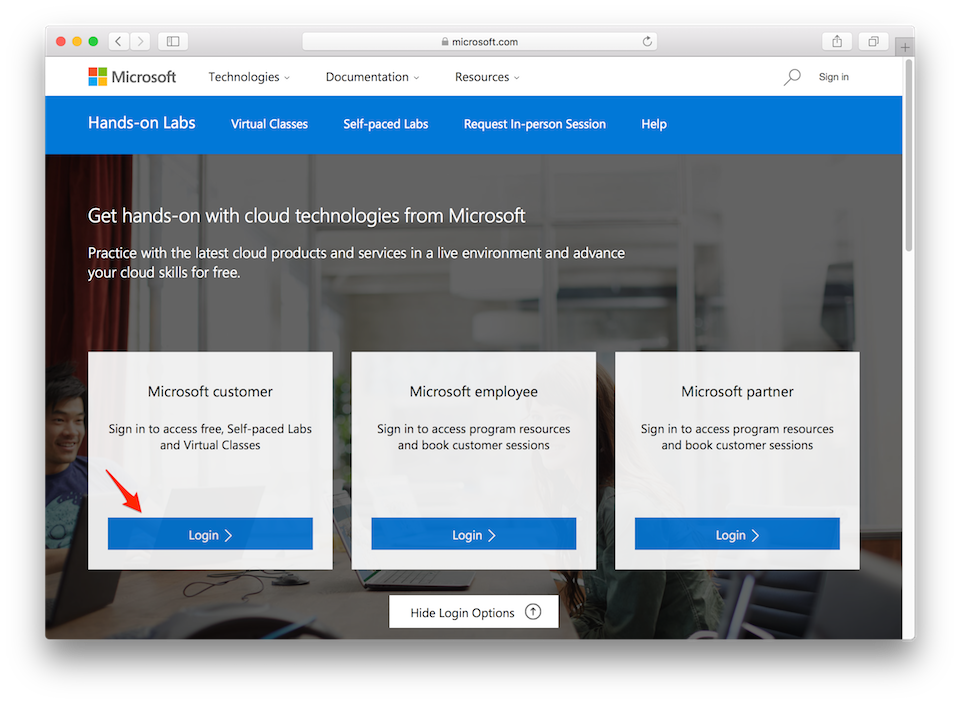 microsoft.com
Microsoft Technologies Documentation Resources Sign in
Hands-on Labs Virtual Classes Self-paced Labs Request In-person Session Help
Get hands-on with cloud technologies from Microsoft
Practice with the latest cloud products and services in a live environment and advance
your cloud skills for free.
Microsoft customer
Sign in to access free, Self-paced Labs
and Virtual Classes
Login
Microsoft employee
Sign in to access program resources
and book customer sessions
Login
Microsoft partner
Sign in to access program resources
and book customer sessions
Login
Hide Login Options